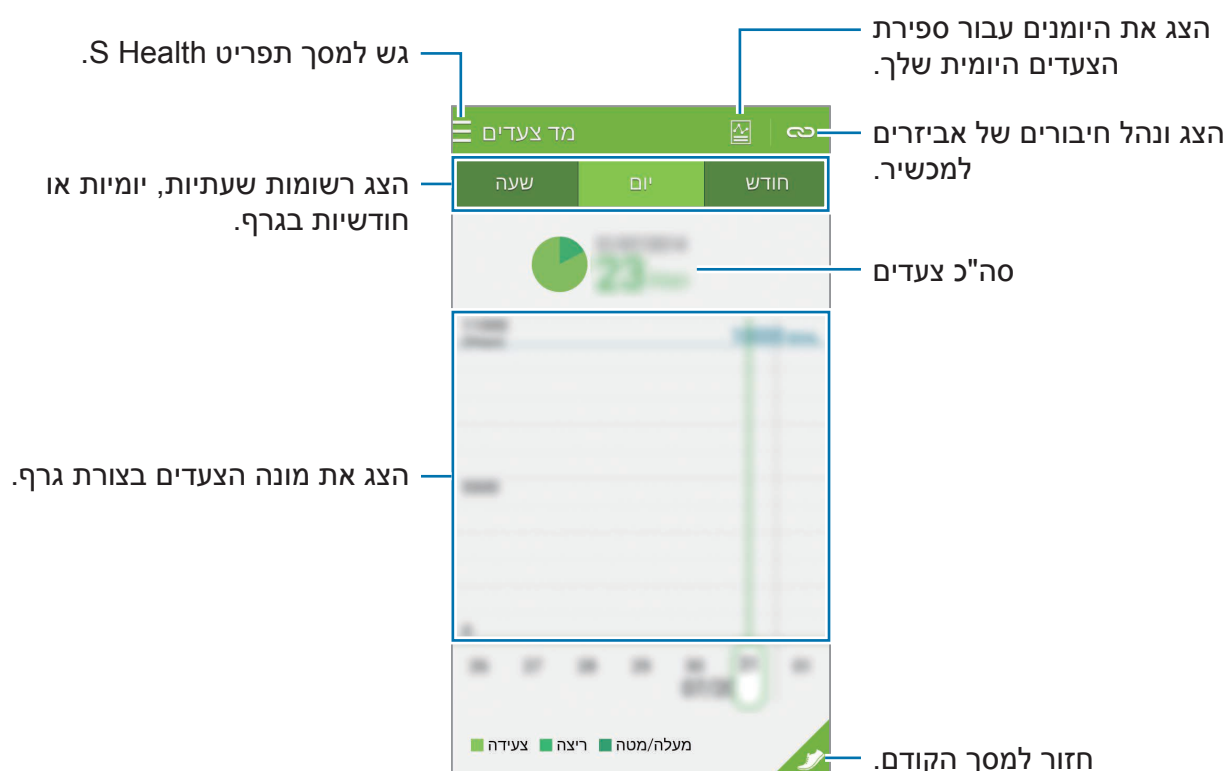 הצג את היומנים עבור ספירת
הצעדים היומית שלך.
גש למסך תפריט S Health.
הצג ונהל חיבורים של אביזרים
למכשיר.
מד צעדים
הצג רשומות שעתיות, יומיות או
חודשיות בגרף.
שעה
יום
חודש
סה"כ צעדים
23
הצג את מונה הצעדים בצורת גרף.
צעידה
ריצה
מעלה/מטה
חזור למסך הקודם.